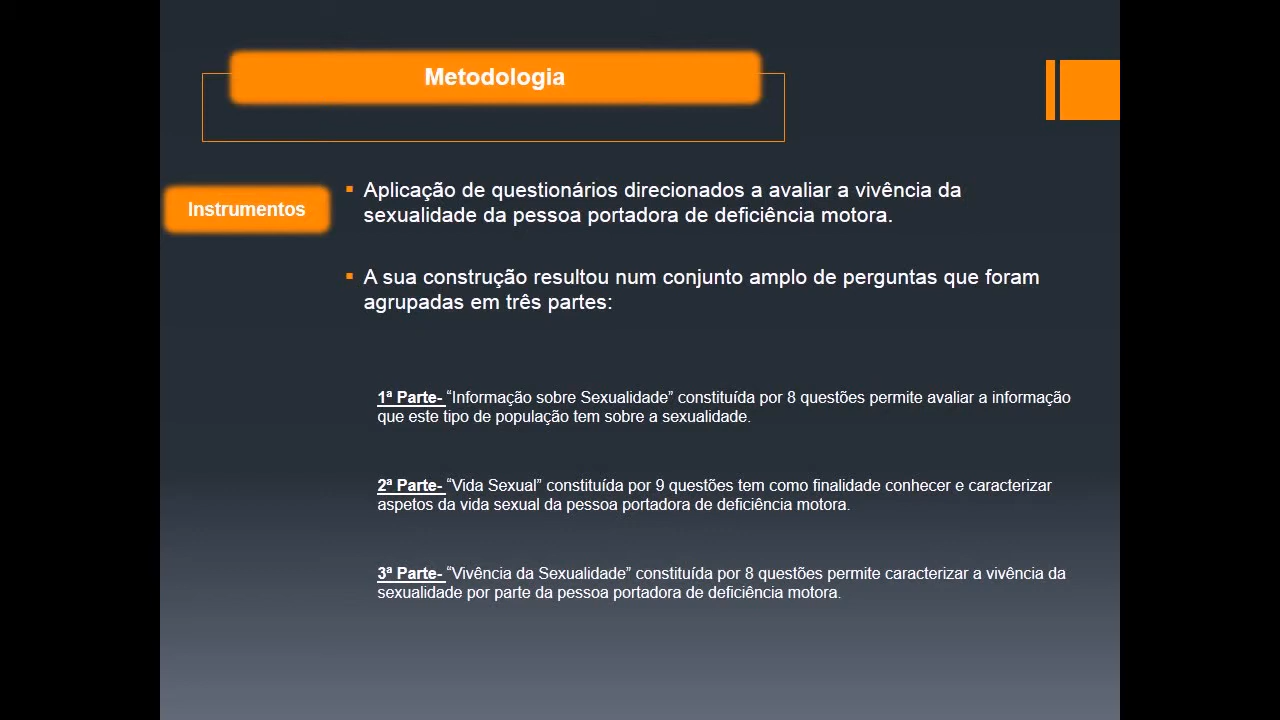 Metodologia
Instrumentos
▪ Aplicação de questionários direcionados a avaliar a vivência da
sexualidade da pessoa portadora de deficiência motora.
▪ A sua construção resultou num conjunto amplo de perguntas que foram
agrupadas em três partes:
1ª Parte- “Informação sobre Sexualidade” constituída por 8 questões permite avaliar a informação
que este tipo de população tem sobre a sexualidade.
2ª Parte- “Vida Sexual” constituída por 9 questões tem como finalidade conhecer e caracterizar
aspetos da vida sexual da pessoa portadora de deficiência motora.
3ª Parte- “Vivência da Sexualidade” constituída por 8 questões permite caracterizar a vivência da
sexualidade por parte da pessoa portadora de deficiência motora.